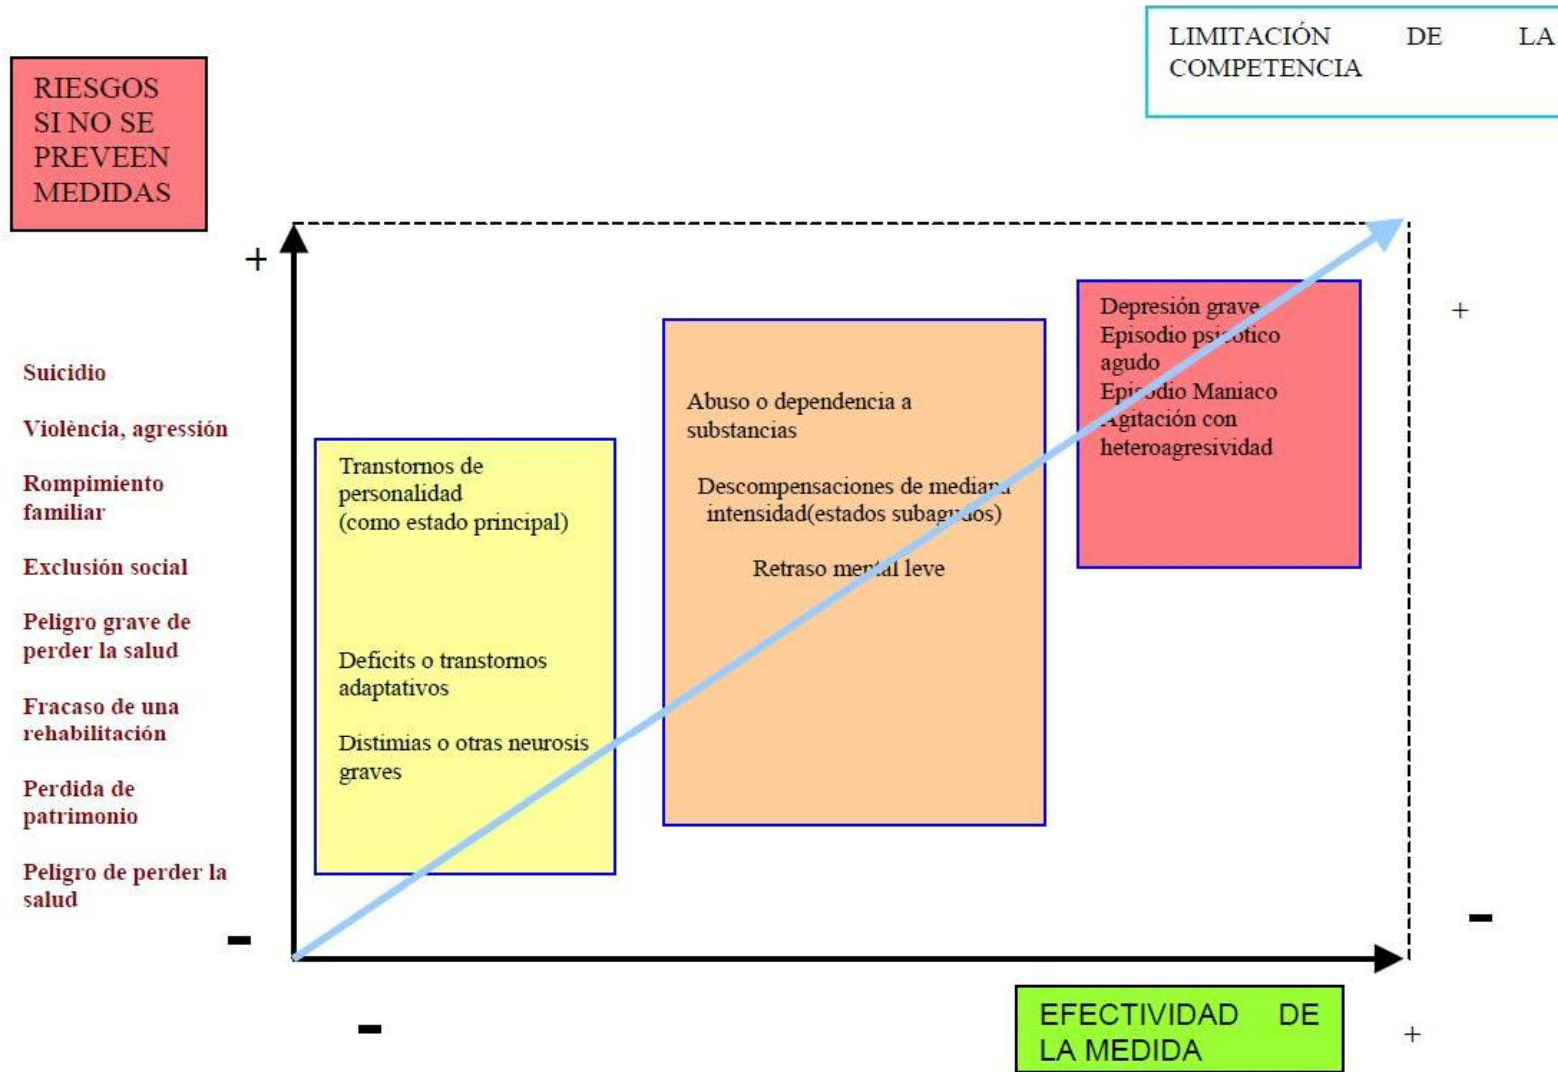 LIMITACIÓN DE LA
COMPETENCIA
RIESGOS
SI NO SE
PREVEEN
MEDIDAS
+
+
Suicidio
Violència, agressión
Rompimiento
familiar
Exclusión social
Peligro grave de
perder la salud
Fracaso de una
rehabilitación
Perdida de
patrimonio
Peligro de perder la
salud
Transtornos de
personalidad
(como estado principal)
Deficits o transtornos
adaptativos
Distimias o otras neurosis
graves
Abuso o dependencia a
substancias
Descompensaciones de mediana
intensidad(estados subagudos)
Retraso mental leve
Depresión grave
Episodio psicótico
agudo
Episodio Maniaco
Agitación con
heteroagresividad
-
-
-
EFECTIVIDAD DE
LA MEDIDA
+